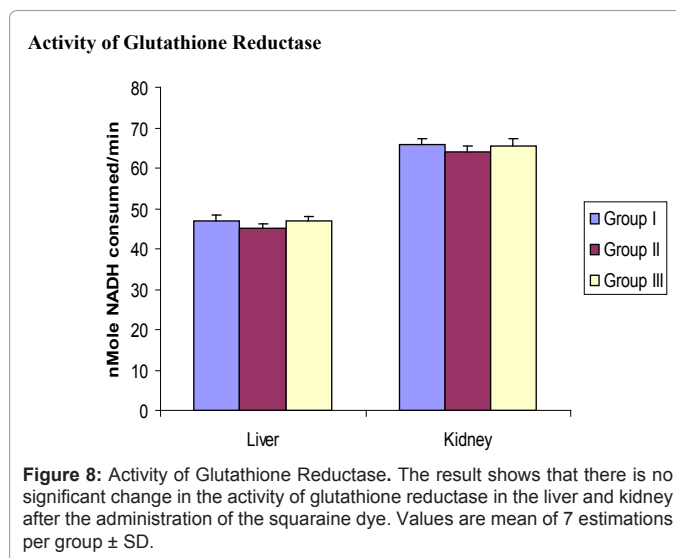 Activity of Glutathione Reductase
80
70
60
50
40
30
20
10
0
nMole NADH consumed/min
Liver
Kidney
Group I
Group II
Group III
Figure 8: Activity of Glutathione Reductase. The result shows that there is no
significant change in the activity of glutathione reductase in the liver and kidney
after the administration of the squaraine dye. Values are mean of 7 estimations
per group ± SD.